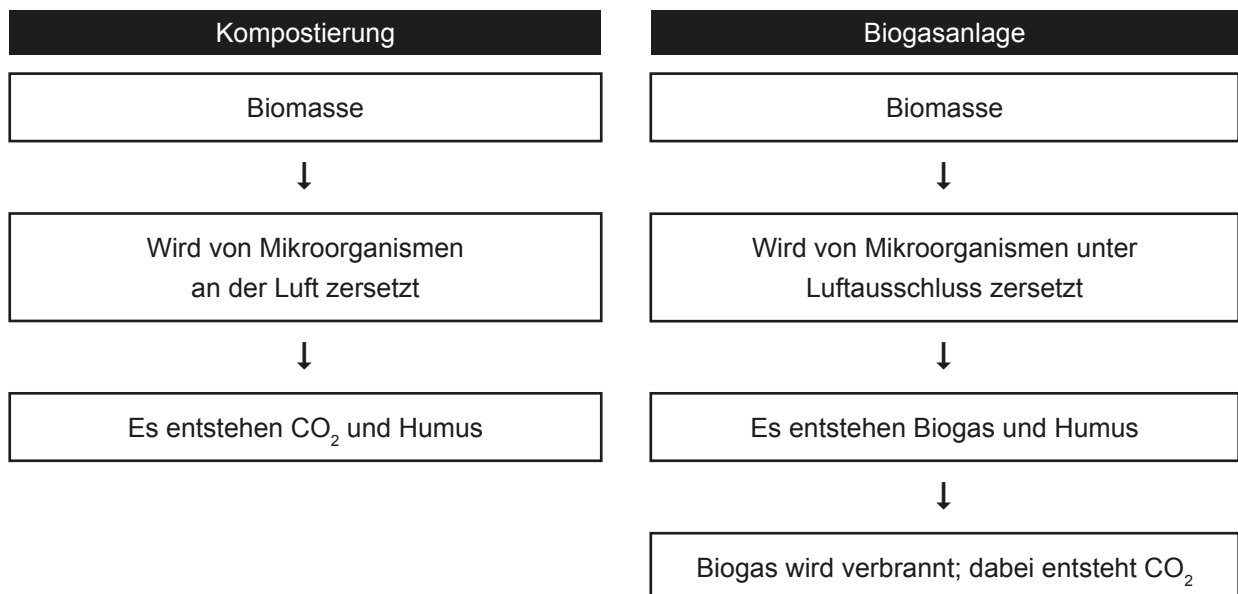 Kompostierung
Biomasse
↓
Wird von Mikroorganismen
an der Luft zersetzt
↓
Es entstehen CO₂ und Humus
Biogasanlage
Biomasse
↓
Wird von Mikroorganismen unter
Luftausschluss zersetzt
↓
Es entstehen Biogas und Humus
↓
Biogas wird verbrannt; dabei entsteht CO₂